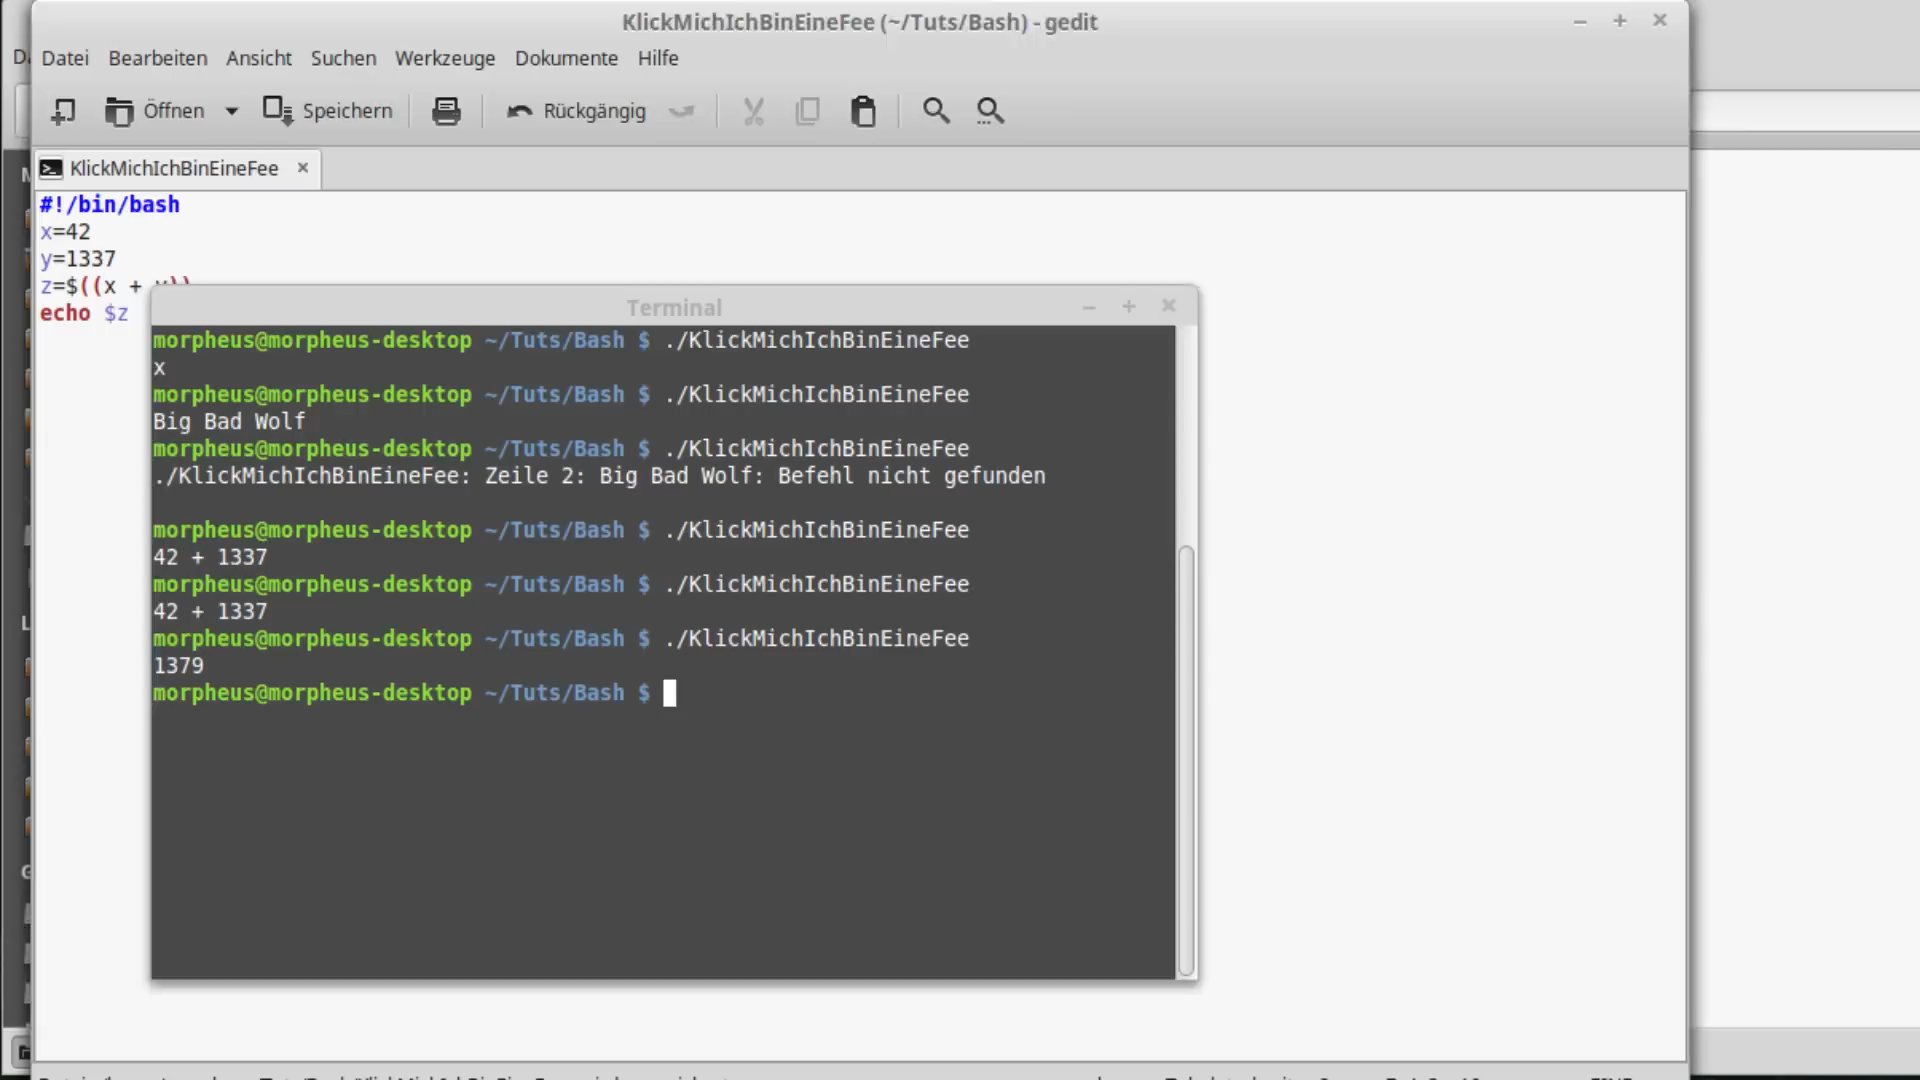 KlickMichIchBinEineFee (~/Tuts/Bash) - gedit
Datei Bearbeiten Ansicht Suchen Werkzeuge Dokumente Hilfe
Öffnen Speichern Rückgängig
KlickMichIchBinEineFee
#!/bin/bash
x=42
y=1337
z=$((x + y))
echo $z
Terminal
morpheus@morpheus-desktop ~/Tuts/Bash $ ./KlickMichIchBinEineFee
x
morpheus@morpheus-desktop ~/Tuts/Bash $ ./KlickMichIchBinEineFee
Big Bad Wolf
morpheus@morpheus-desktop ~/Tuts/Bash $ ./KlickMichIchBinEineFee
./KlickMichIchBinEineFee: Zeile 2: Big Bad Wolf: Befehl nicht gefunden
morpheus@morpheus-desktop ~/Tuts/Bash $ ./KlickMichIchBinEineFee
42 + 1337
morpheus@morpheus-desktop ~/Tuts/Bash $ ./KlickMichIchBinEineFee
42 + 1337
morpheus@morpheus-desktop ~/Tuts/Bash $ ./KlickMichIchBinEineFee
1379
morpheus@morpheus-desktop ~/Tuts/Bash $